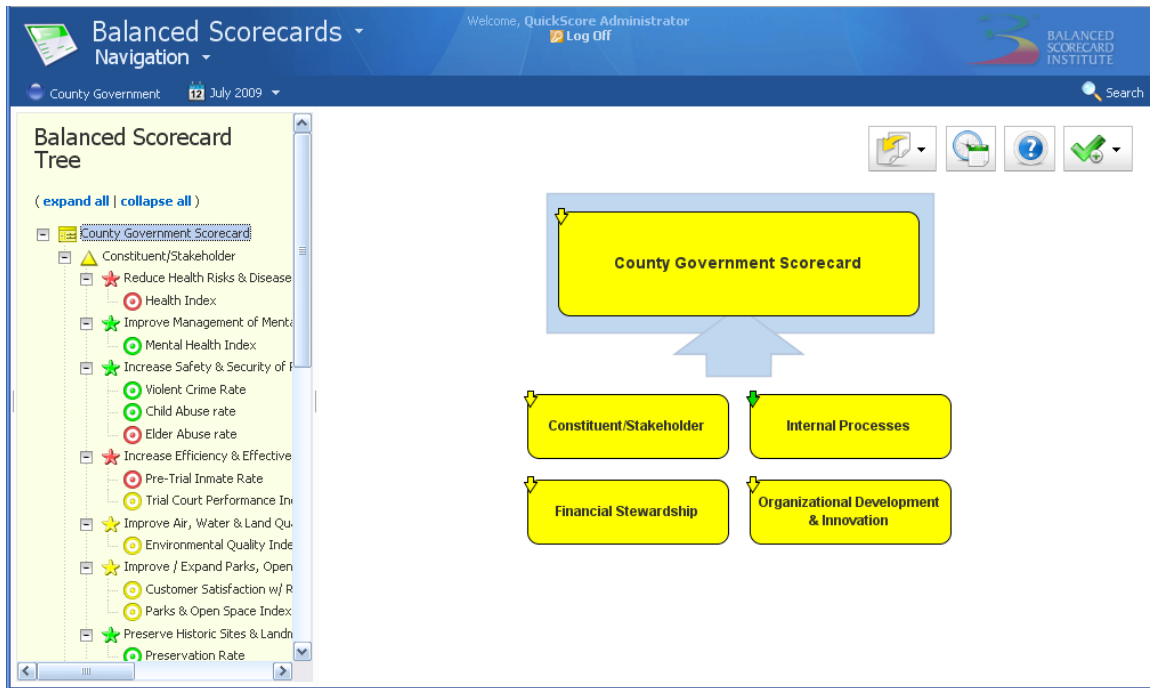 Balanced Scorecards
Navigation
Welcome, QuickScore Administrator
Log Off
BALANCED
SCORECARD
INSTITUTE
County Government
12 July 2009
Search
Balanced Scorecard
Tree
( expand all | collapse all )
County Government Scorecard
Constituent/Stakeholder
Reduce Health Risks & Disease
Health Index
Improve Management of Menta
Mental Health Index
Increase Safety & Security of
Violent Crime Rate
Child Abuse rate
Elder Abuse rate
Increase Efficiency & Effective
Pre-Trial Inmate Rate
Trial Court Performance In
Improve Air, Water & Land Qu
Environmental Quality Inde
Improve / Expand Parks, Open
Customer Satisfaction w/ R
Parks & Open Space Index
Preserve Historic Sites & Landm
Preservation Rate
County Government Scorecard
Constituent/Stakeholder
Internal Processes
Financial Stewardship
Organizational Development
& Innovation